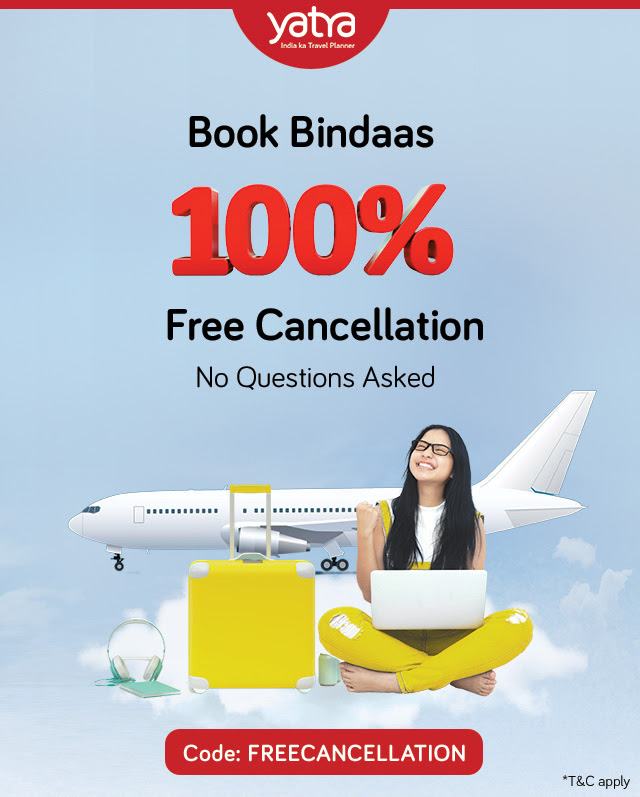 yatra
India ka Travel Planner
Book Bindaas
100%
Free Cancellation
No Questions Asked
Code: FREECANCELLATION
*T&C apply